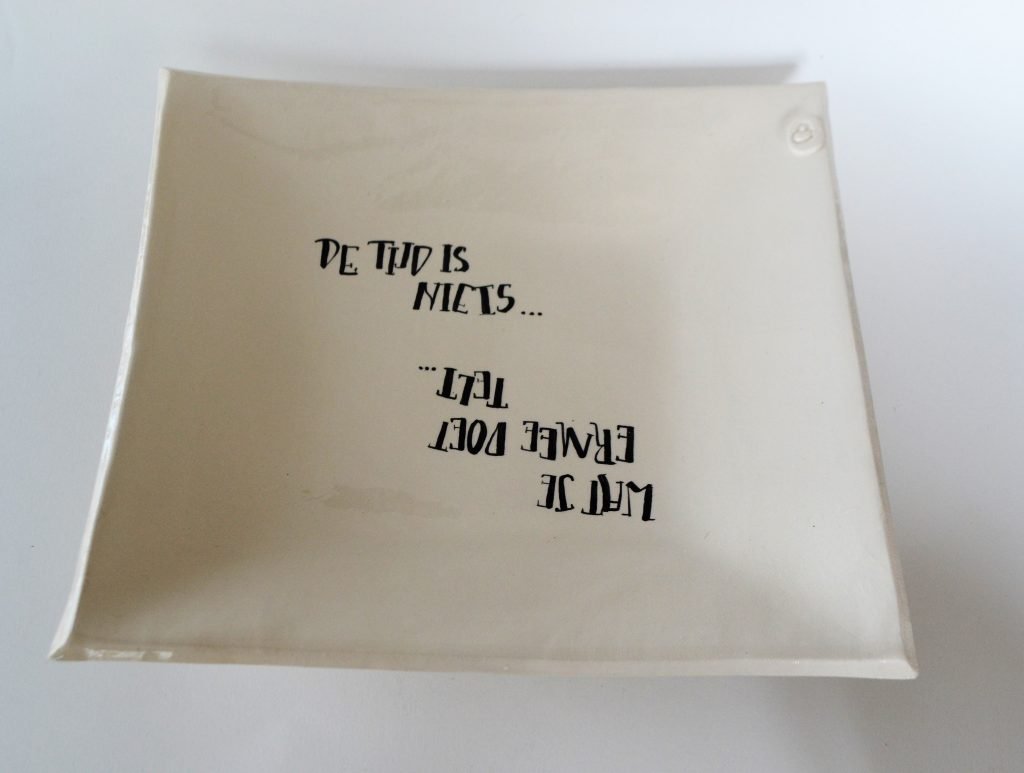 DE TIJD IS
NIETS...
WAT JE
ERMEE DOET
TELT...